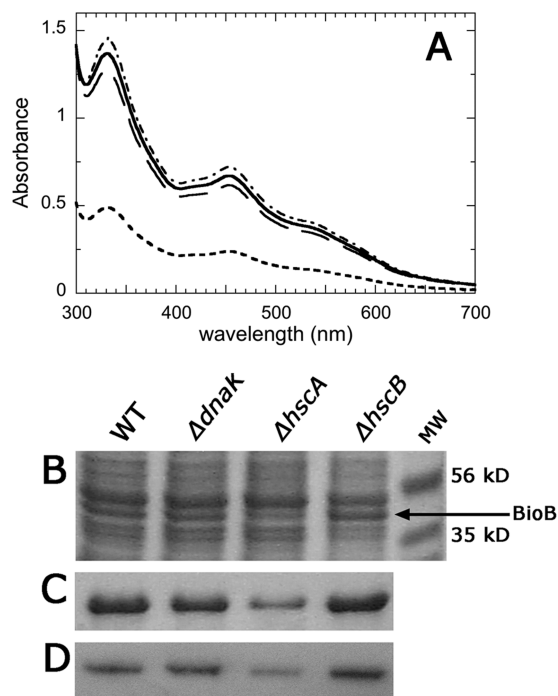 A
1.5
1
0.5
0
Absorbance
300 400 500 600 700
wavelength (nm)
WT ΔdnaK ΔhscA ΔhscB MW
B
56 kD
BioB
35 kD
C
D